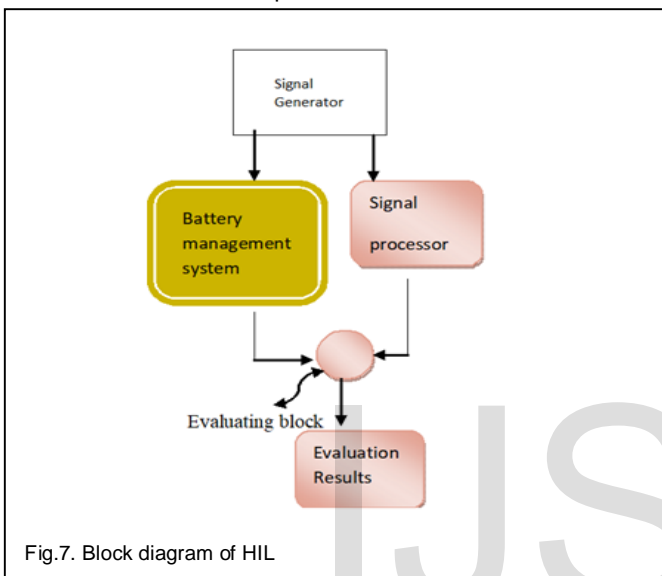 Signal
Generator
Battery
management
system
Signal
processor
Evaluating block
Evaluation
Results
IJS
Fig.7. Block diagram of HIL